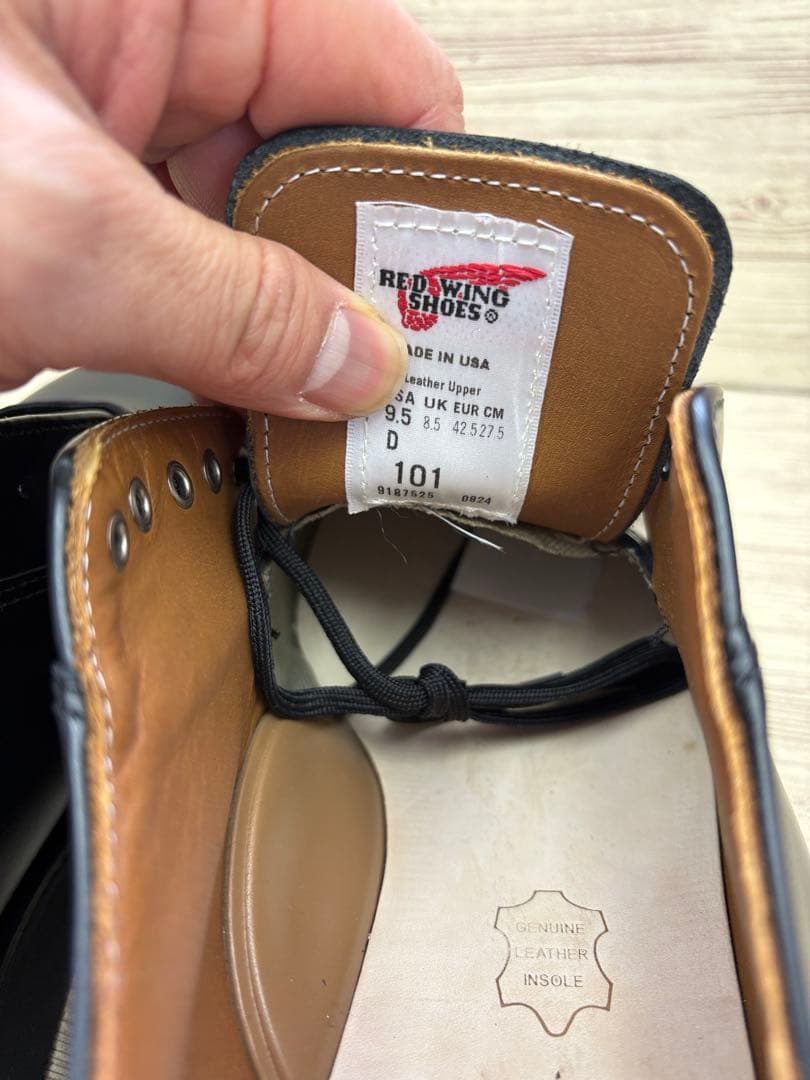 RED WING
SHOES
ADE IN USA
Leather Upper
SA UK EUR CM
9.5 8.5 42.5 27.5
D
101
9187525 0824
GENUINE
LEATHER
INSOLE